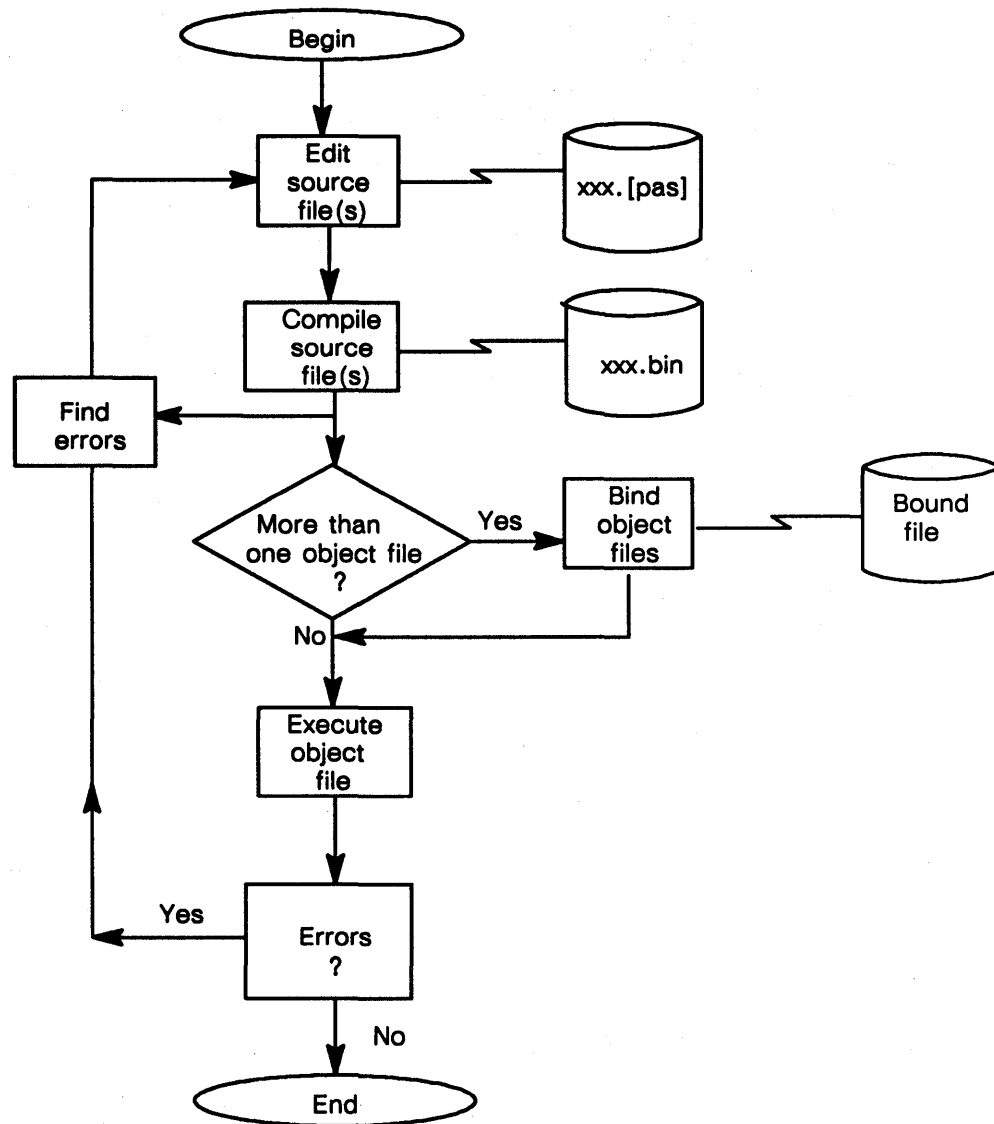 Begin
Edit
source
file(s)
xxx.[pas]
Compile
source
file(s)
xxx.bin
Find
errors
More than
one object file
?
Yes
Bind
object
files
Bound
file
No
Execute
object
file
Yes
Errors
?
No
End